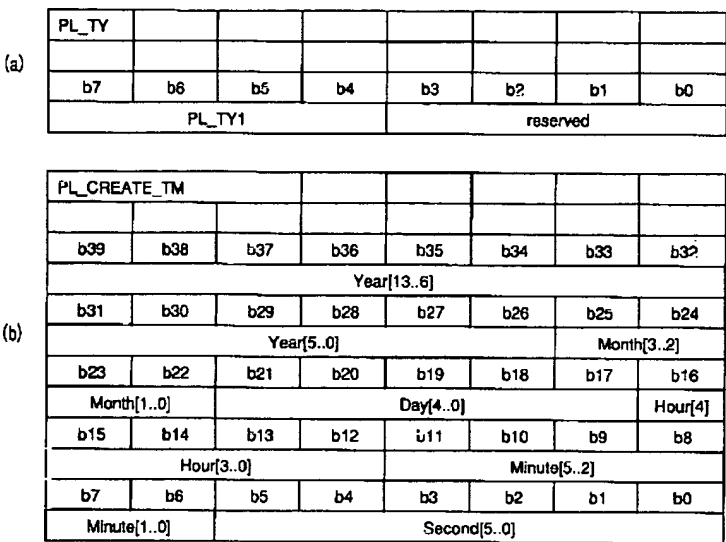 PL_TY
(a)
b7 b6 b5 b4 b3 b2 b1 b0
PL_TY1 reserved
PL_CREATE_TM
b39 b38 b37 b36 b35 b34 b33 b32
Year[13..6]
b31 b30 b29 b28 b27 b26 b25 b24
(b)
Year[5..0] Month[3..2]
b23 b22 b21 b20 b19 b18 b17 b16
Month[1..0] Day[4..0] Hour[4]
b15 b14 b13 b12 b11 b10 b9 b8
Hour[3..0] Minute[5..2]
b7 b6 b5 b4 b3 b2 b1 b0
Minute[1..0] Second[5..0]